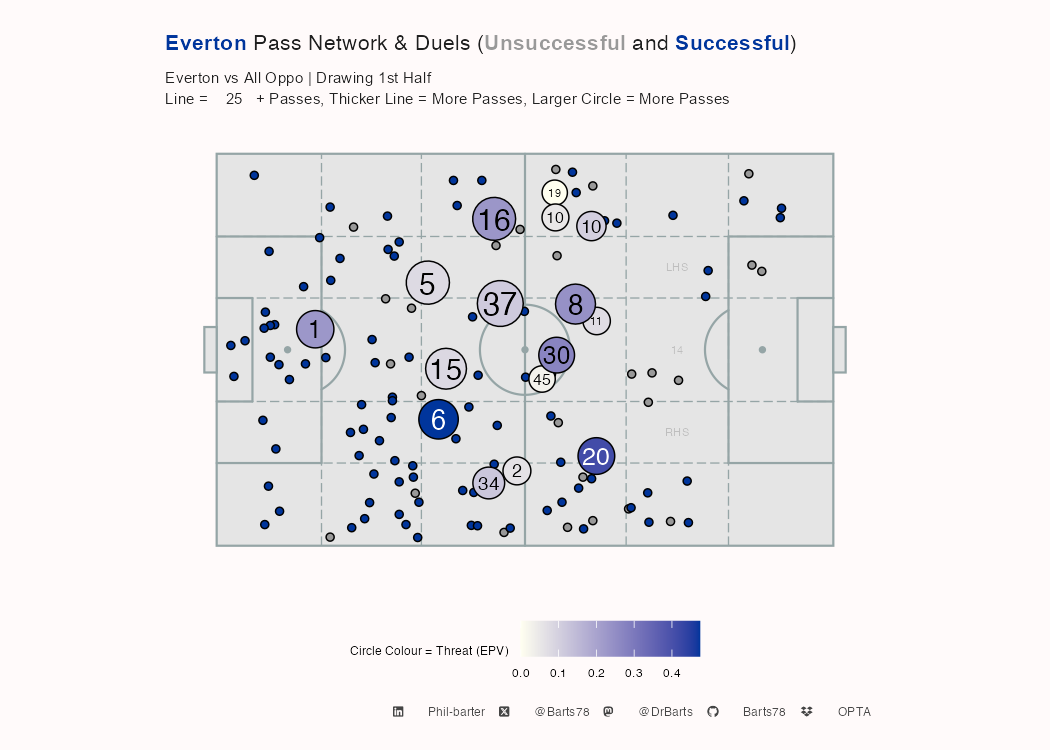 Everton Pass Network & Duels (Unsuccessful and Successful)
Everton vs All Oppo | Drawing 1st Half
Line = 25 + Passes, Thicker Line = More Passes, Larger Circle = More Passes
19
16 10 10
LHS
5
37 8
11
1
14
30
15
45
6
RHS
20
2
34
Circle Colour = Threat (EPV)
0.0 0.1 0.2 0.3 0.4
Phil-barter @Barts78 @DrBarts Barts78 OPTA